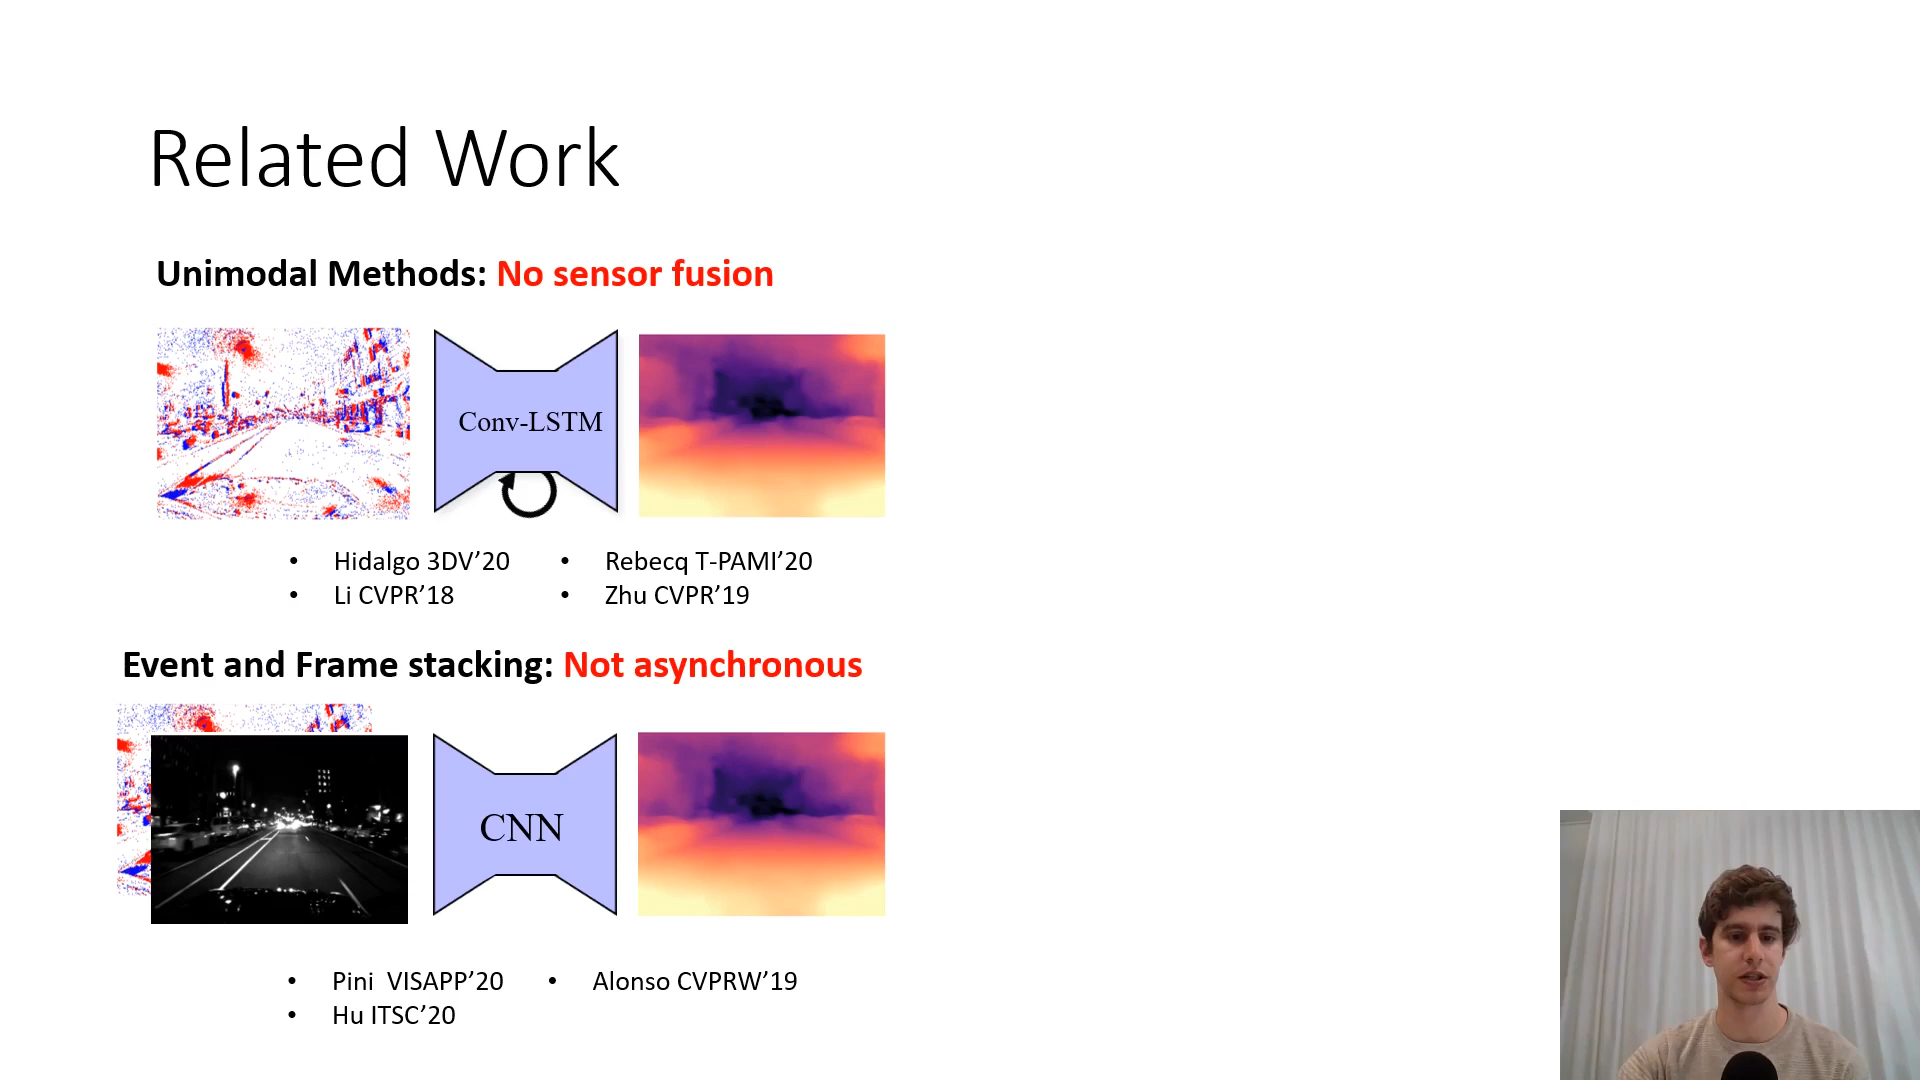 Related Work
Unimodal Methods: No sensor fusion
Conv-LSTM
• Hidalgo 3DV’20
• Li CVPR’18
• Rebecq T-PAMI’20
• Zhu CVPR’19
Event and Frame stacking: Not asynchronous
CNN
• Pini VISAPP’20
• Hu ITSC’20
• Alonso CVPRW’19